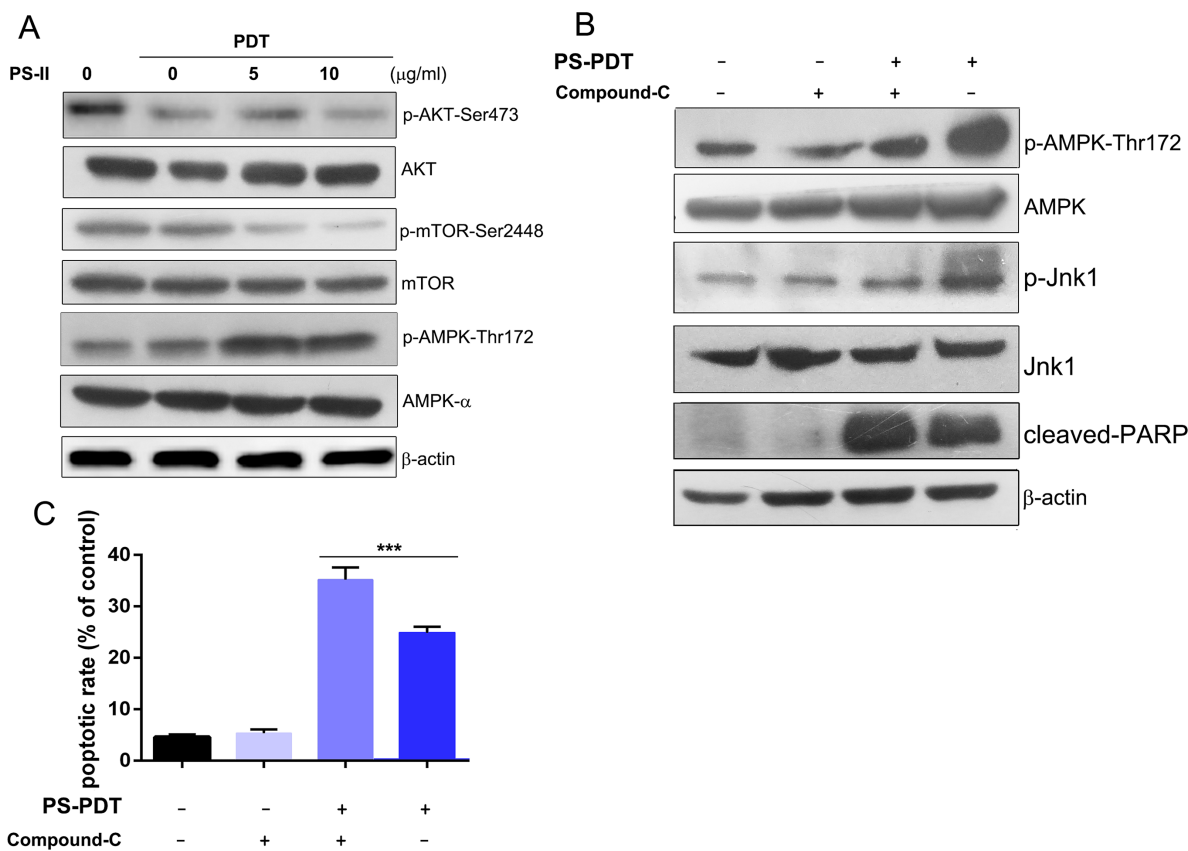 A
PDT
PS-II 0 0 5 10 (μg/ml)
p-AKT-Ser473
AKT
p-mTOR-Ser2448
mTOR
p-AMPK-Thr172
AMPK-α
β-actin
B
PS-PDT - - + +
Compound-C - + + -
p-AMPK-Thr172
AMPK
p-Jnk1
Jnk1
cleaved-PARP
β-actin
C
poptotic rate (% of control)
***
40
30
20
10
0
PS-PDT - - + +
Compound-C - + + -